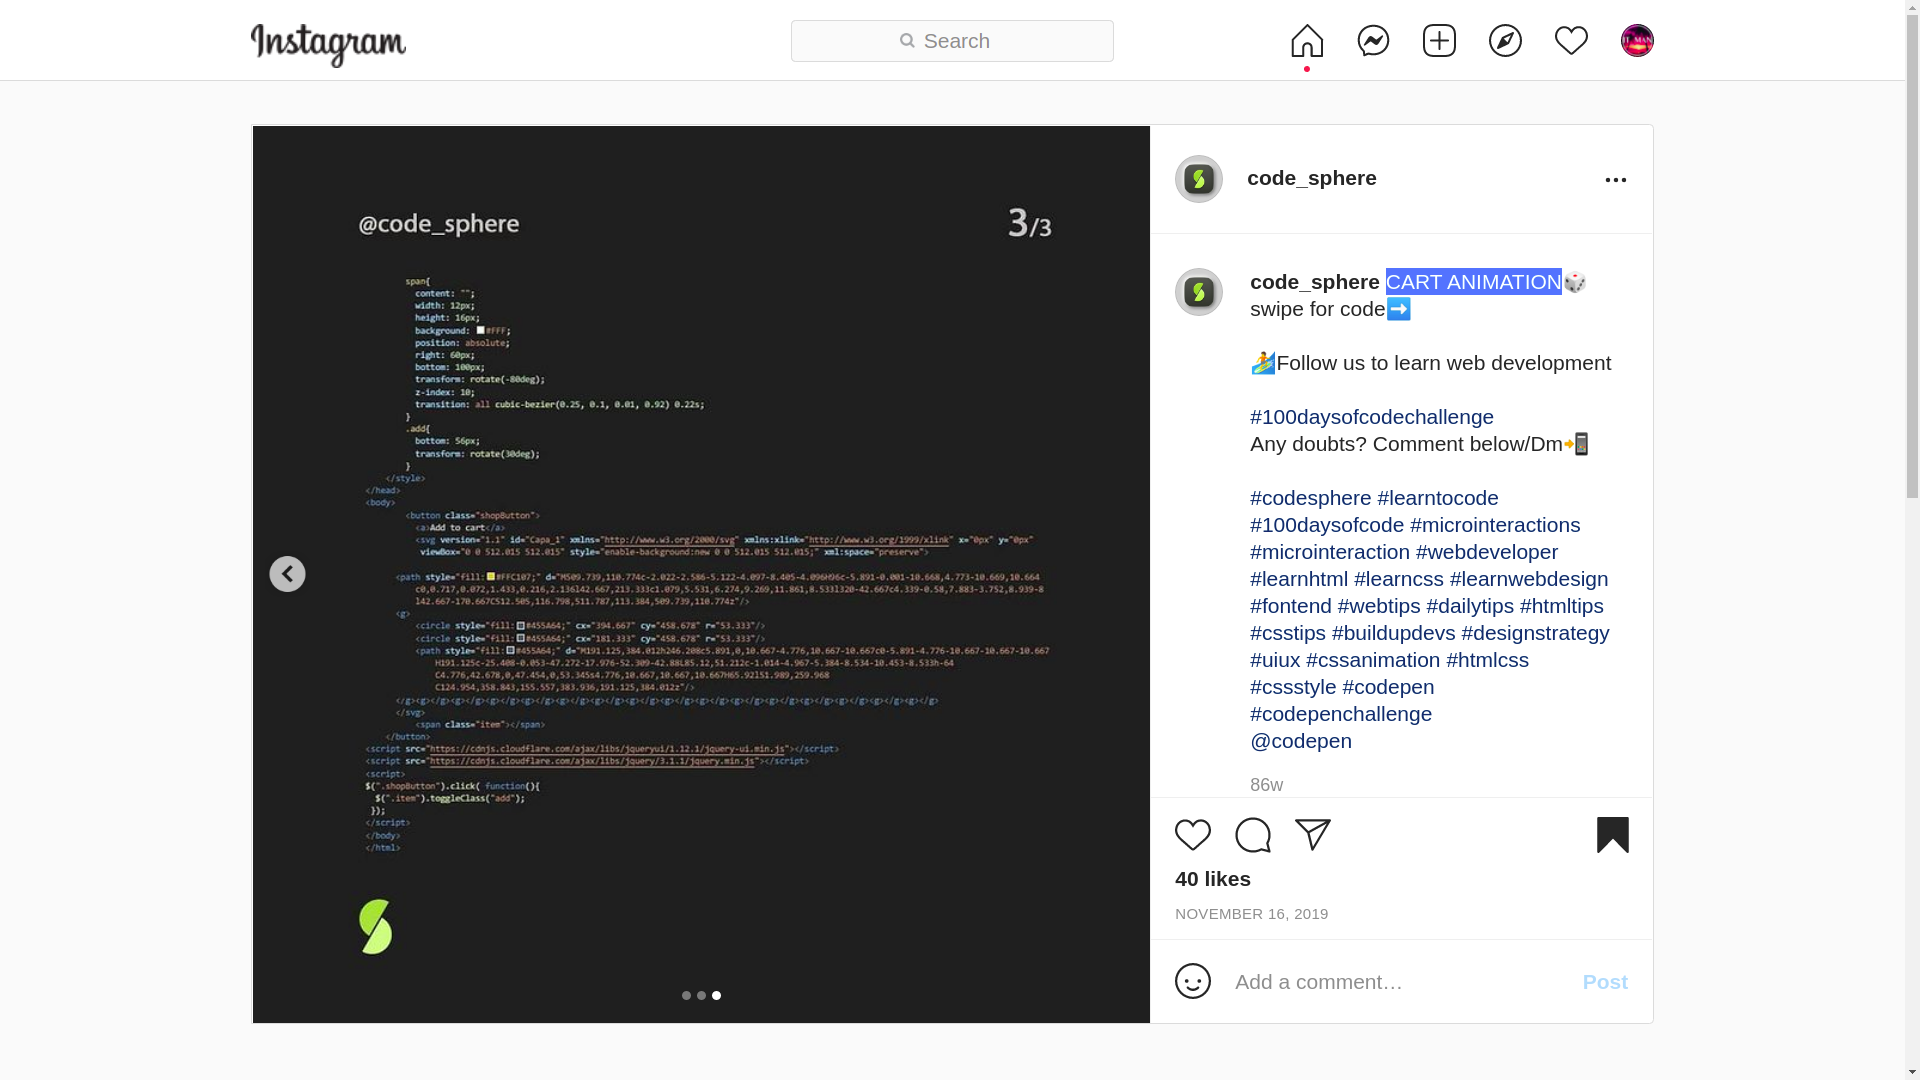 Instagram
Search
@code_sphere
3/3
span{
content: "";
width: 12px;
height: 16px;
background: #FFF;
position: absolute;
right: 60px;
bottom: 100px;
transform: rotate(-80deg);
z-index: 10;
transition: all cubic-bezier(0.25, 0.1, 0.01, 0.92) 0.22s;
}
.add{
bottom: 56px;
transform: rotate(30deg);
}
</style>
</head>
<body>
<button class="shopButton">
<a>Add to cart</a>
<svg version="1.1" id="Capa_1" xmlns="http://www.w3.org/2000/svg" xmlns:xlink="http://www.w3.org/1999/xlink" x="0px" y="0px"
viewBox="0 0 512.015 512.015" style="enable-background:new 0 0 512.015 512.015;" xml:space="preserve">
<path style="fill:#FFC107;" d="M509.739,110.774c-2.022-2.586-5.122-4.097-8.405-4.096H96c-5.891-0.001-10.668,4.773-10.669,10.664
c0,0.717,0.072,1.433,0.216,2.136l42.667,213.333c1.079,5.531,6.274,9.269,11.861,8.533l320-42.667c4.339-0.58,7.883-3.752,8.939-8
l42.667-170.667C512.505,116.798,511.787,113.384,509.739,110.774z"/>
<g>
<circle style="fill:#455A64;" cx="394.667" cy="458.678" r="53.333"/>
<circle style="fill:#455A64;" cx="181.333" cy="458.678" r="53.333"/>
<path style="fill:#455A64;" d="M191.125,384.012h246.208c5.891,0,10.667-4.776,10.667-10.667c0-5.891-4.776-10.667-10.667-10.667
H191.125c-25.408-0.053-47.272-17.976-52.309-42.88L85.12,51.212c-1.014-4.967-5.384-8.534-10.453-8.533h-64
C4.776,42.678,0,47.454,0,53.345s4.776,10.667,10.667,10.667H65.92l51.989,259.968
C124.954,358.843,155.557,383.936,191.125,384.012z"/>
</svg>
<span class="item"></span>
</button>
<script src="https://cdnjs.cloudflare.com/ajax/libs/jqueryui/1.12.1/jquery-ui.min.js"></script>
<script src="https://cdnjs.cloudflare.com/ajax/libs/jquery/3.1.1/jquery.min.js"></script>
<script>
$(".shopButton").click( function(){
$(".item").toggleClass("add");
});
</script>
</body>
</html>
code_sphere
code_sphere CART ANIMATION🎲
swipe for code➡️
🏄Follow us to learn web development
#100daysofcodechallenge
Any doubts? Comment below/Dm📲
#codesphere #learntocode
#100daysofcode #microinteractions
#microinteraction #webdeveloper
#learnhtml #learncss #learnwebdesign
#fontend #webtips #dailytips #htmltips
#csstips #buildupdevs #designstrategy
#uiux #cssanimation #htmlcss
#cssstyle #codepen
#codepenchallenge
@codepen
86w
40 likes
NOVEMBER 16, 2019
Add a comment…
Post